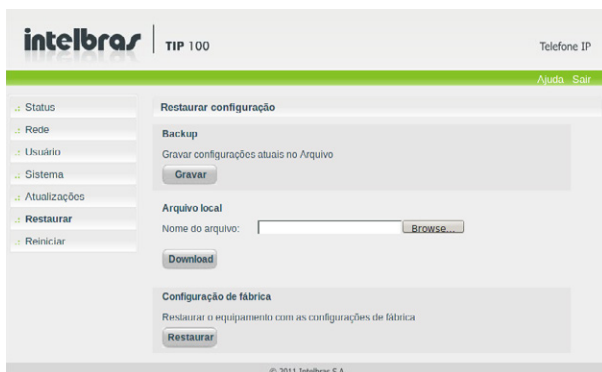 intelbras TIP 100
Telefone IP
Ajuda Sair
.: Status
.: Rede
.: Usuário
.: Sistema
.: Atualizações
.: Restaurar
.: Reiniciar
Restaurar configuração
Backup
Gravar configurações atuais no Arquivo
Gravar
Arquivo local
Nome do arquivo: Browse...
Download
Configuração de fábrica
Restaurar o equipamento com as configurações de fábrica
Restaurar
© 2011 Intelbras S.A.